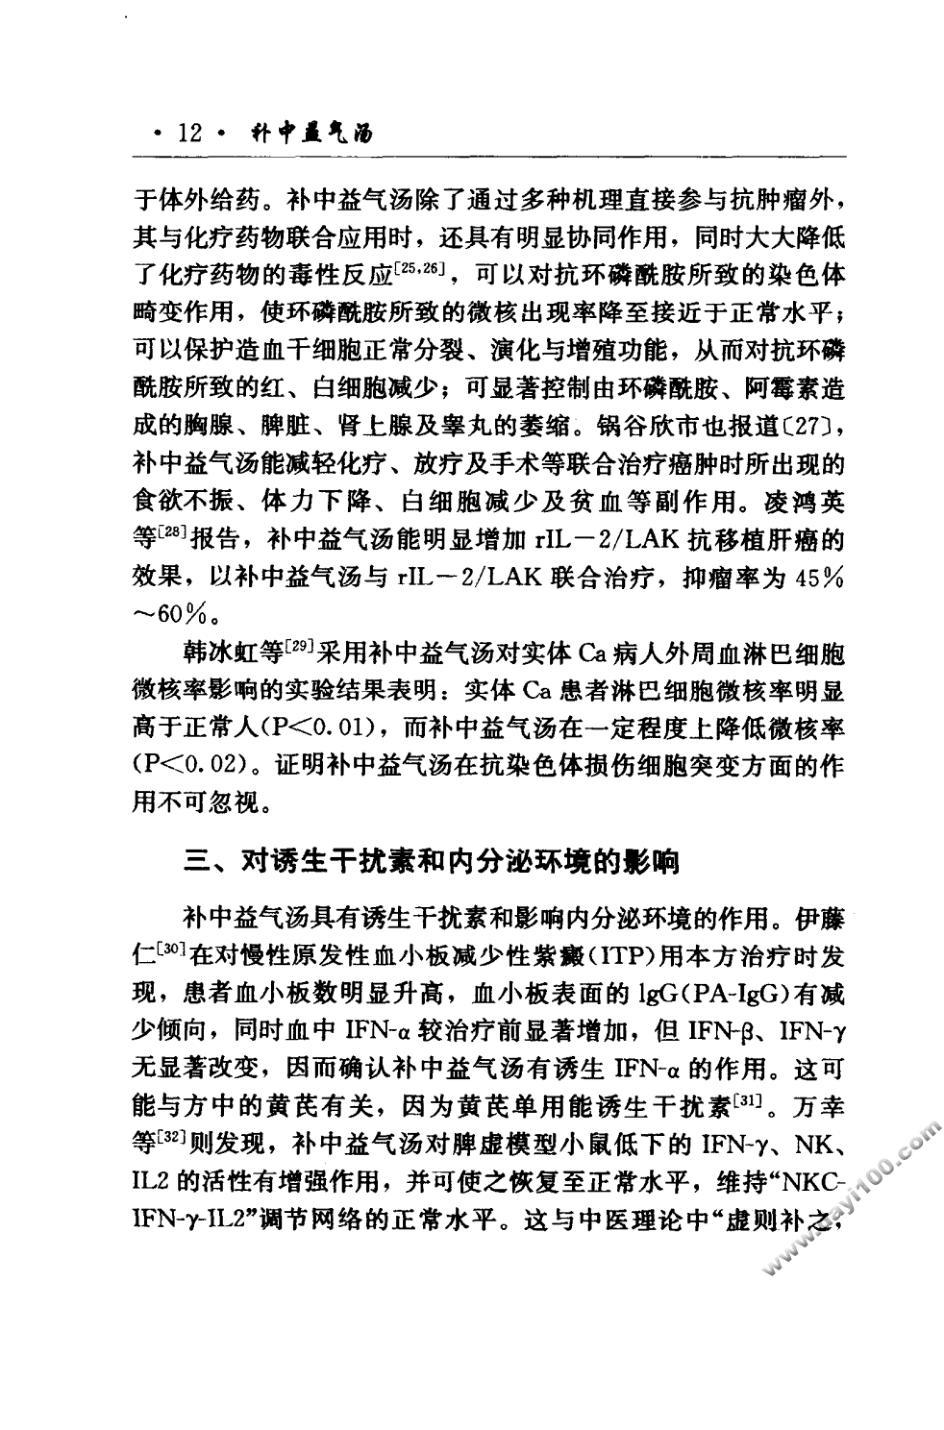 ·12· 补中益气汤
于体外给药。补中益气汤除了通过多种机理直接参与抗肿瘤外，
其与化疗药物联合应用时，还具有明显协同作用，同时大大降低
了化疗药物的毒性反应[25,26]，可以对抗环磷酰胺所致的染色体
畸变作用，使环磷酰胺所致的微核出现率降至接近于正常水平；
可以保护造血干细胞正常分裂、演化与增殖功能，从而对抗环磷
酰胺所致的红、白细胞减少；可显著控制由环磷酰胺、阿霉素造
成的胸腺、脾脏、肾上腺及睾丸的萎缩。锅谷欣市也报道〔27〕，
补中益气汤能减轻化疗、放疗及手术等联合治疗癌肿时所出现的
食欲不振、体力下降、白细胞减少及贫血等副作用。凌鸿英
等[28]报告，补中益气汤能明显增加 rIL－2/LAK 抗移植肝癌的
效果，以补中益气汤与 rIL－2/LAK 联合治疗，抑瘤率为 45%
～60%。
韩冰虹等[29]采用补中益气汤对实体 Ca 病人外周血淋巴细胞
微核率影响的实验结果表明：实体 Ca 患者淋巴细胞微核率明显
高于正常人(P<0.01)，而补中益气汤在一定程度上降低微核率
(P<0.02)。证明补中益气汤在抗染色体损伤细胞突变方面的作
用不可忽视。
三、对诱生干扰素和内分泌环境的影响
补中益气汤具有诱生干扰素和影响内分泌环境的作用。伊藤
仁[30]在对慢性原发性血小板减少性紫癜(ITP)用本方治疗时发
现，患者血小板数明显升高，血小板表面的 lgG(PA-IgG)有减
少倾向，同时血中 IFN-α 较治疗前显著增加，但 IFN-β、IFN-γ
无显著改变，因而确认补中益气汤有诱生 IFN-α 的作用。这可
能与方中的黄芪有关，因为黄芪单用能诱生干扰素[31]。万幸
等[32]则发现，补中益气汤对脾虚模型小鼠低下的 IFN-γ、NK、
IL2 的活性有增强作用，并可使之恢复至正常水平，维持“NKC-
IFN-γ-IL2”调节网络的正常水平。这与中医理论中“虚则补之，
www.nayi100.com